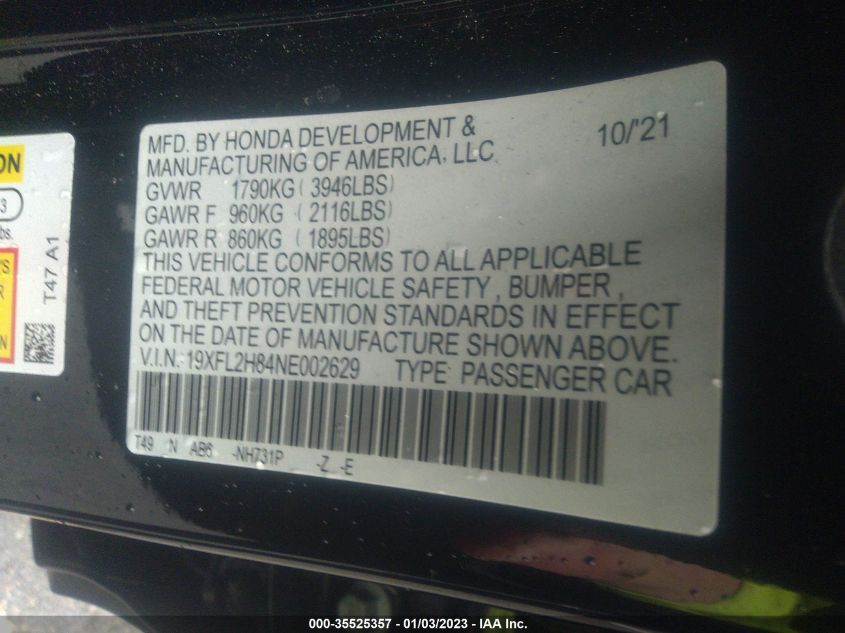 MFD. BY HONDA DEVELOPMENT & 10/'21
MANUFACTURING OF AMERICA, LLC
GVWR 1790KG ( 3946LBS)
GAWR F 960KG ( 2116LBS)
GAWR R 860KG ( 1895LBS)
THIS VEHICLE CONFORMS TO ALL APPLICABLE
FEDERAL MOTOR VEHICLE SAFETY, BUMPER,
AND THEFT PREVENTION STANDARDS IN EFFECT
ON THE DATE OF MANUFACTURE SHOWN ABOVE.
V.I.N.: 19XFL2H84NE002629 TYPE: PASSENGER CAR
T49 N AB6 -NH731P -Z -E
ON
3
bs.
'S
R
N
T47 A1
000-35525357 - 01/03/2023 - IAA Inc.